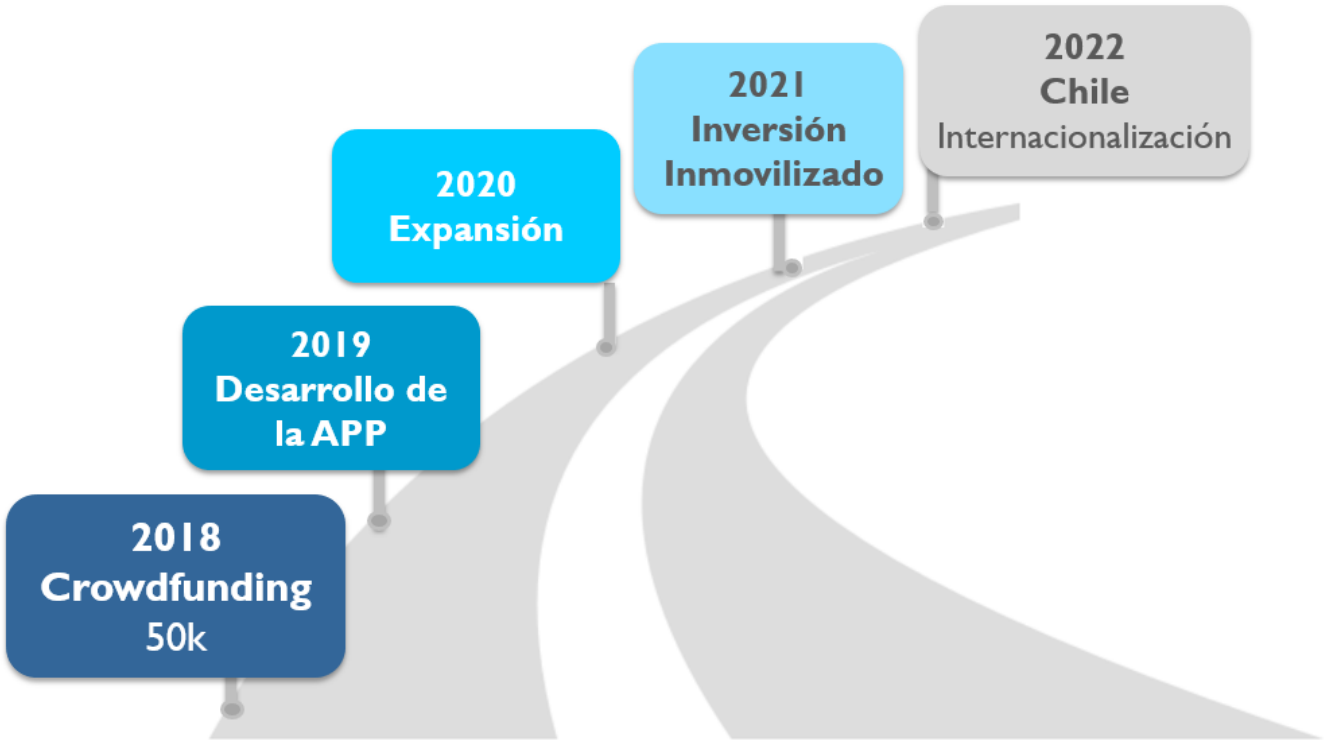 2018
Crowdfunding
50k
2019
Desarrollo de
la APP
2020
Expansión
2021
Inversión
Inmovilizado
2022
Chile
Internacionalización